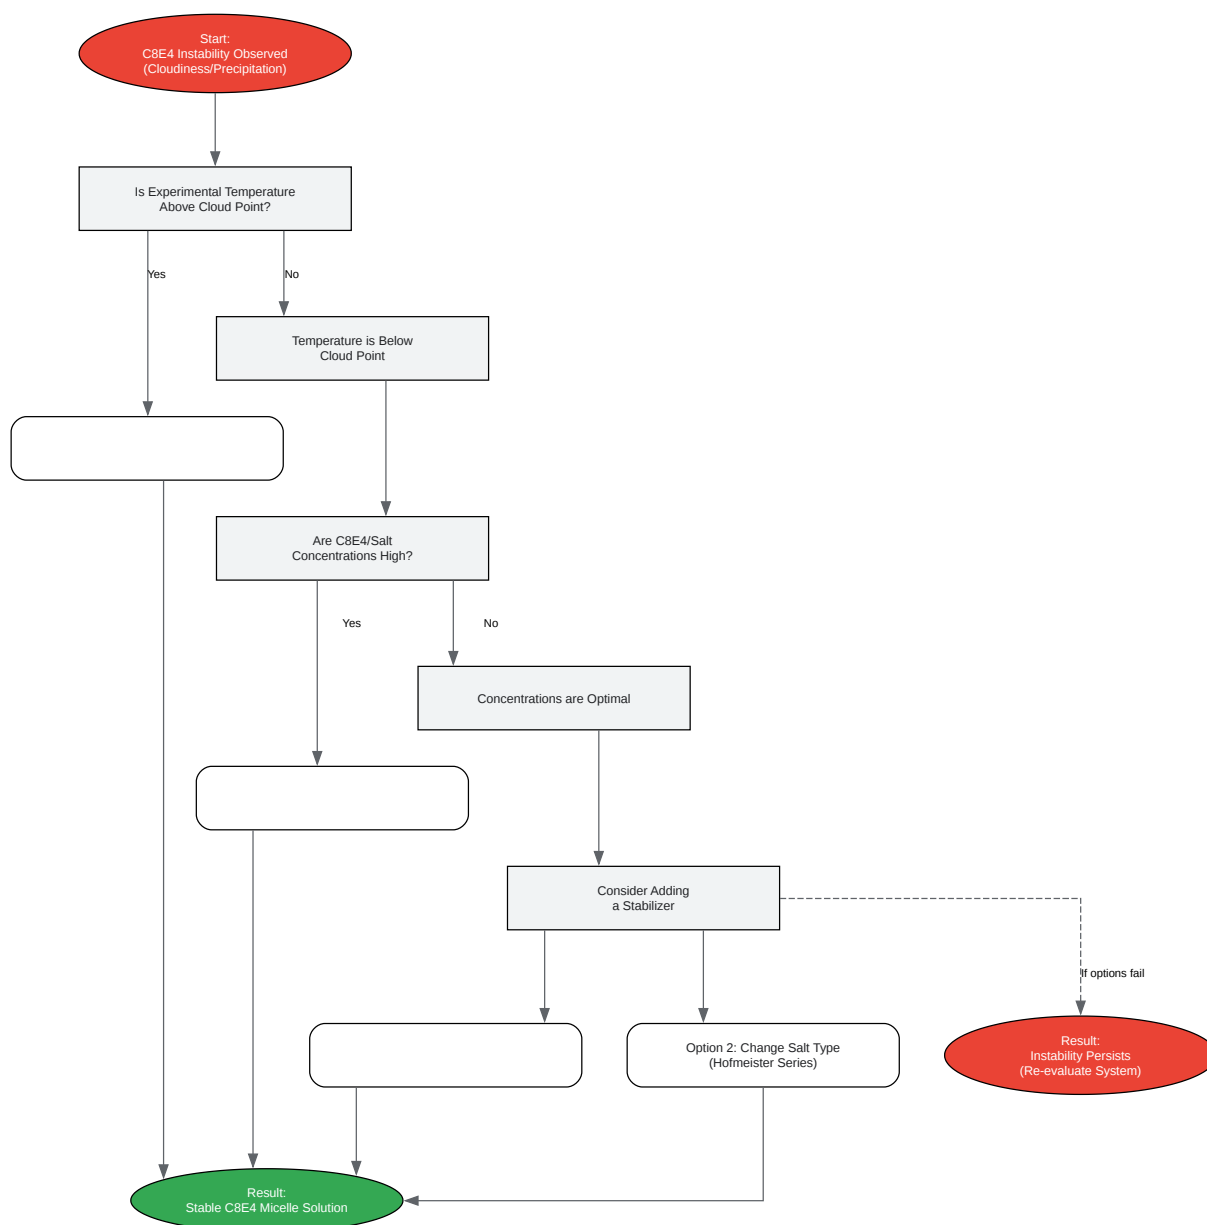 Start:
C8E4 Instability Observed
(Cloudiness/Precipitation)
Is Experimental Temperature
Above Cloud Point?
Yes
No
Temperature is Below
Cloud Point
Are C8E4/Salt
Concentrations High?
Yes
No
Concentrations are Optimal
Consider Adding
a Stabilizer
If options fail
Option 2: Change Salt Type
(Hofmeister Series)
Result:
Instability Persists
(Re-evaluate System)
Result:
Stable C8E4 Micelle Solution